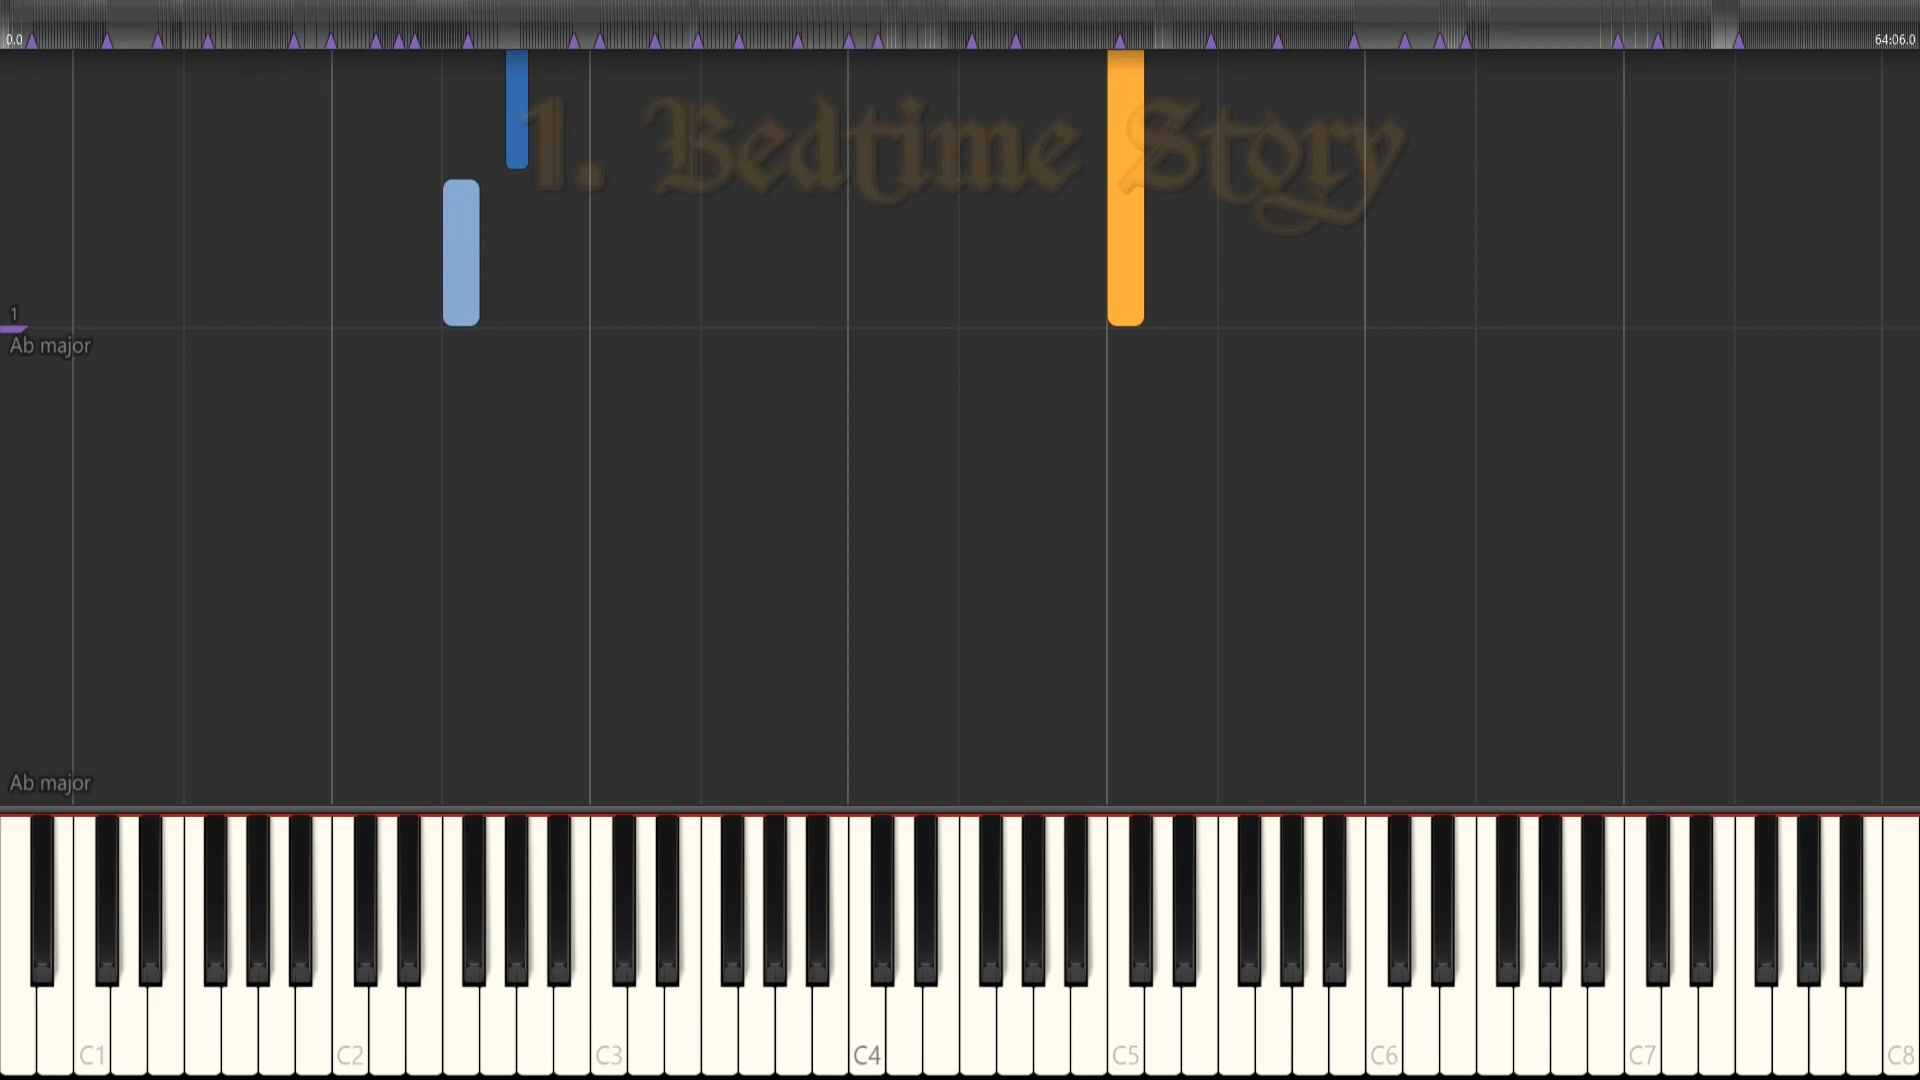 0.0 64:06.0
1. Bedtime Story
1
Ab major
Ab major
C1 C2 C3 C4 C5 C6 C7 C8